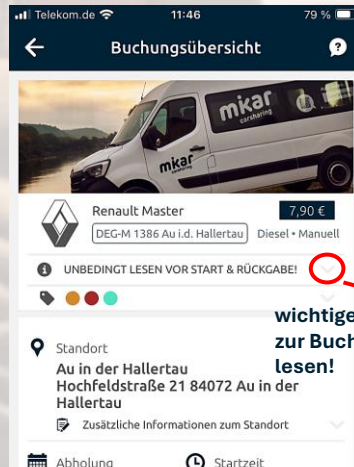 Telekom.de 11:46 79 %
Buchungsübersicht ?
mkar
carsharing
mkar
Renault Master 7,90 €
DEG-M 1386 Au i.d. Hallertau Diesel • Manuell
UNBEDINGT LESEN VOR START & RÜCKGABE!
wichtige
zur Buch
lesen!
Standort
Au in der Hallertau
Hochfeldstraße 21 84072 Au in der
Hallertau
Zusätzliche Informationen zum Standort
Abholung Startzeit